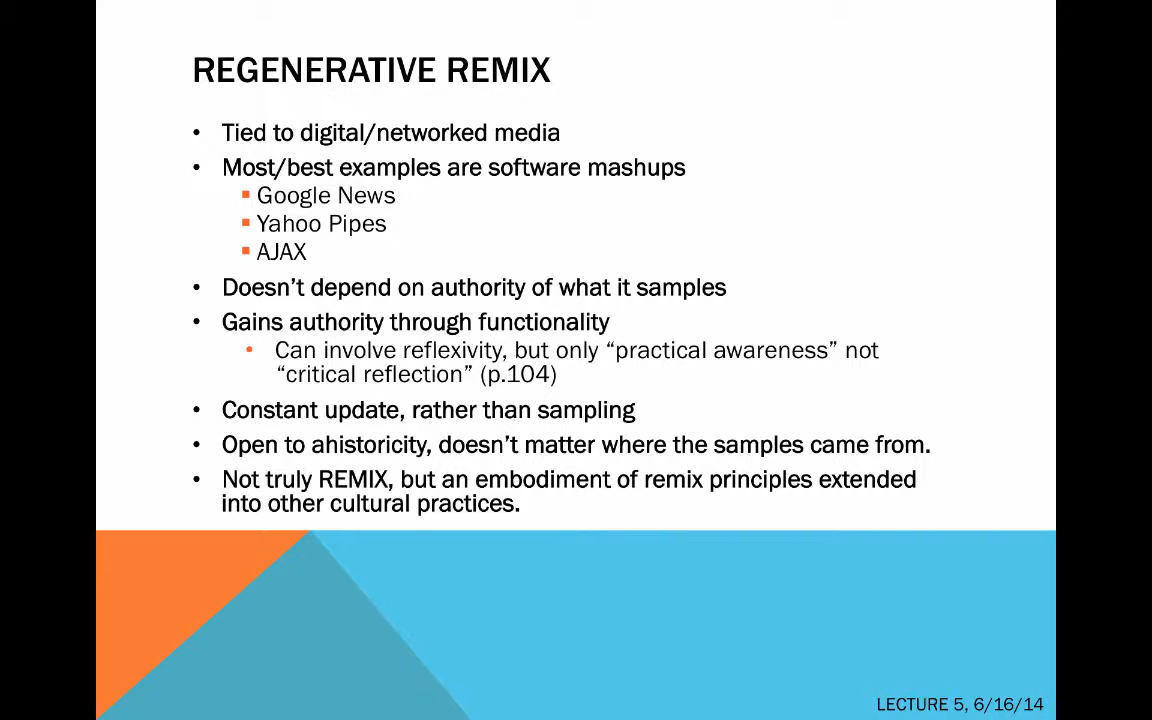 REGENERATIVE REMIX
• Tied to digital/networked media
• Most/best examples are software mashups
▪ Google News
▪ Yahoo Pipes
▪ AJAX
• Doesn’t depend on authority of what it samples
• Gains authority through functionality
• Can involve reflexivity, but only “practical awareness” not
“critical reflection” (p.104)
• Constant update, rather than sampling
• Open to ahistoricity, doesn’t matter where the samples came from.
• Not truly REMIX, but an embodiment of remix principles extended
into other cultural practices.
LECTURE 5, 6/16/14